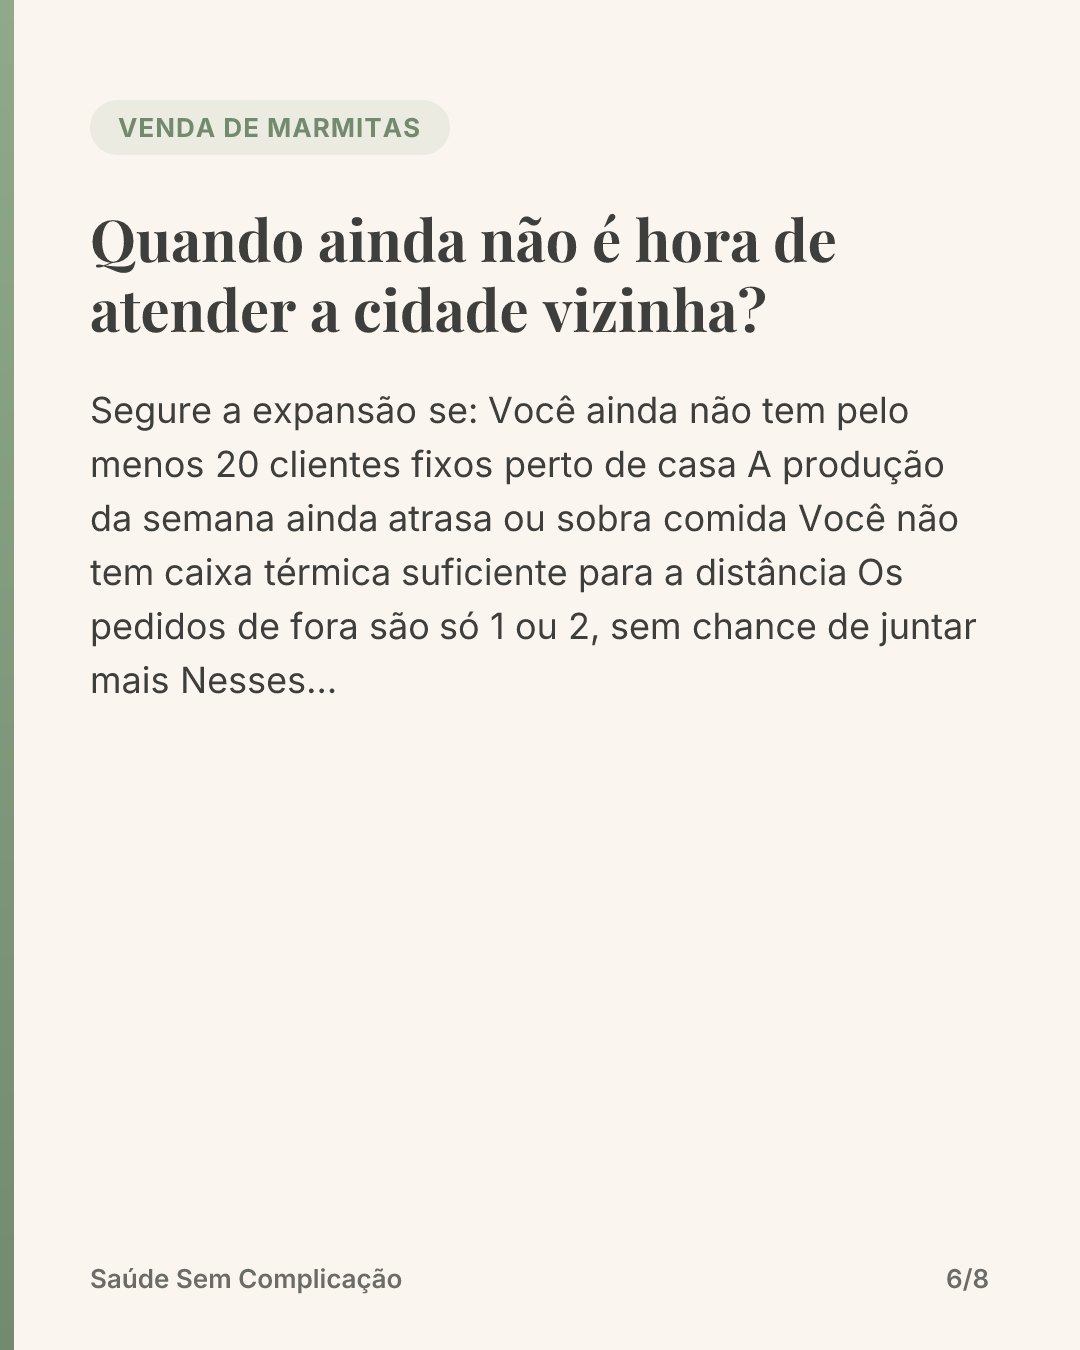 VENDA DE MARMITAS
Quando ainda não é hora de
atender a cidade vizinha?
Segure a expansão se: Você ainda não tem pelo
menos 20 clientes fixos perto de casa A produção
da semana ainda atrasa ou sobra comida Você não
tem caixa térmica suficiente para a distância Os
pedidos de fora são só 1 ou 2, sem chance de juntar
mais Nesses...
Saúde Sem Complicação
6/8